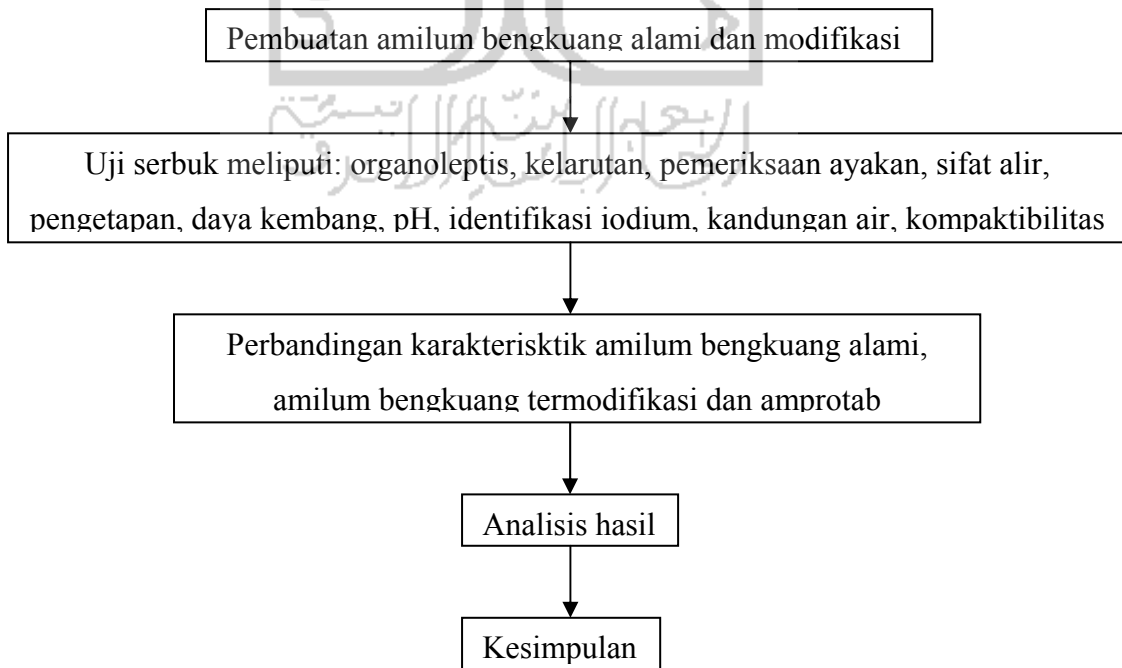 Pembuatan amilum bengkuang alami dan modifikasi
Uji serbuk meliputi: organoleptis, kelarutan, pemeriksaan ayakan, sifat alir,
pengetapan, daya kembang, pH, identifikasi iodium, kandungan air, kompaktibilitas
Perbandingan karakterisktik amilum bengkuang alami,
amilum bengkuang termodifikasi dan amprotab
Analisis hasil
Kesimpulan